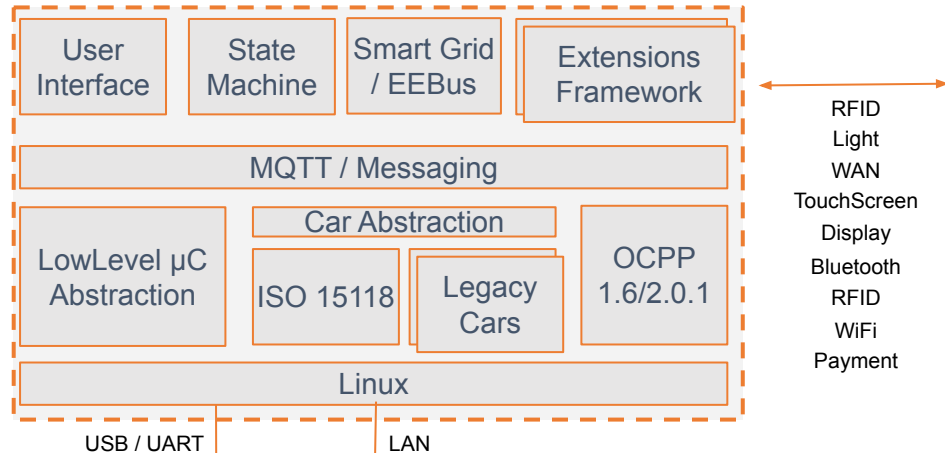 User
Interface
State
Machine
Smart Grid
/ EEBus
Extensions
Framework
MQTT / Messaging
LowLevel µC
Abstraction
Car Abstraction
ISO 15118
Legacy
Cars
OCPP
1.6/2.0.1
Linux
USB / UART
LAN
RFID
Light
WAN
TouchScreen
Display
Bluetooth
RFID
WiFi
Payment